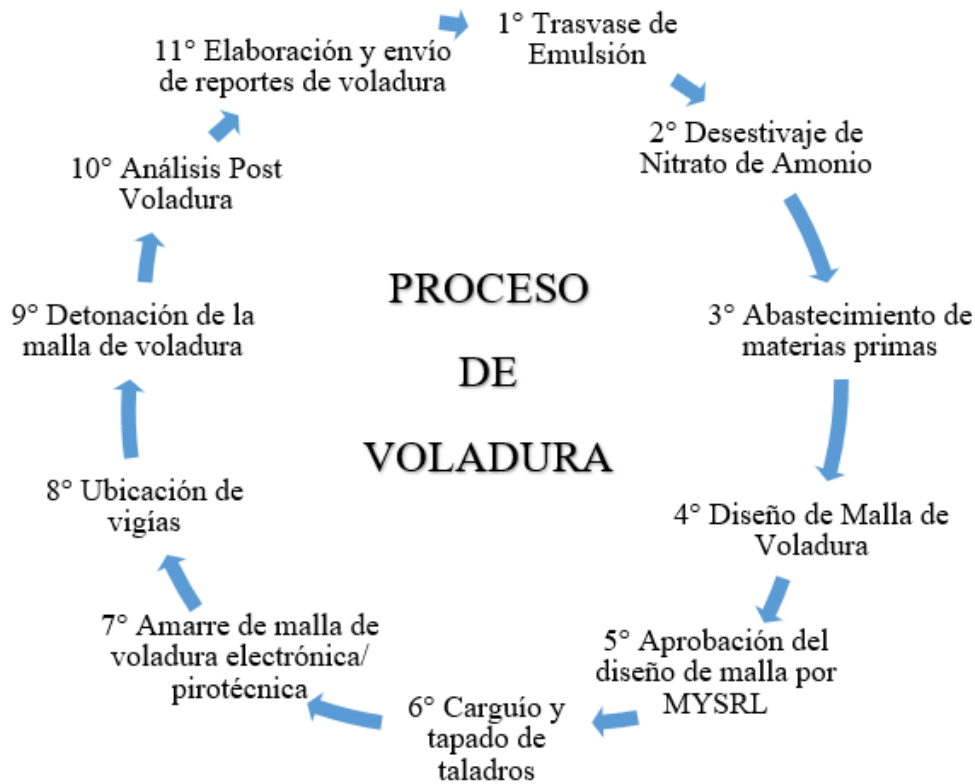 1° Trasvase de
Emulsión
2° Desestivaje de
Nitrato de Amonio
3° Abastecimiento de
materias primas
4° Diseño de Malla de
Voladura
5° Aprobación del
diseño de malla por
MYSRL
6° Carguío y
tapado de
taladros
7° Amarre de malla de
voladura electrónica/
pirotécnica
8° Ubicación de
vigías
9° Detonación de la
malla de voladura
10° Análisis Post
Voladura
11° Elaboración y envío
de reportes de voladura
PROCESO
DE
VOLADURA